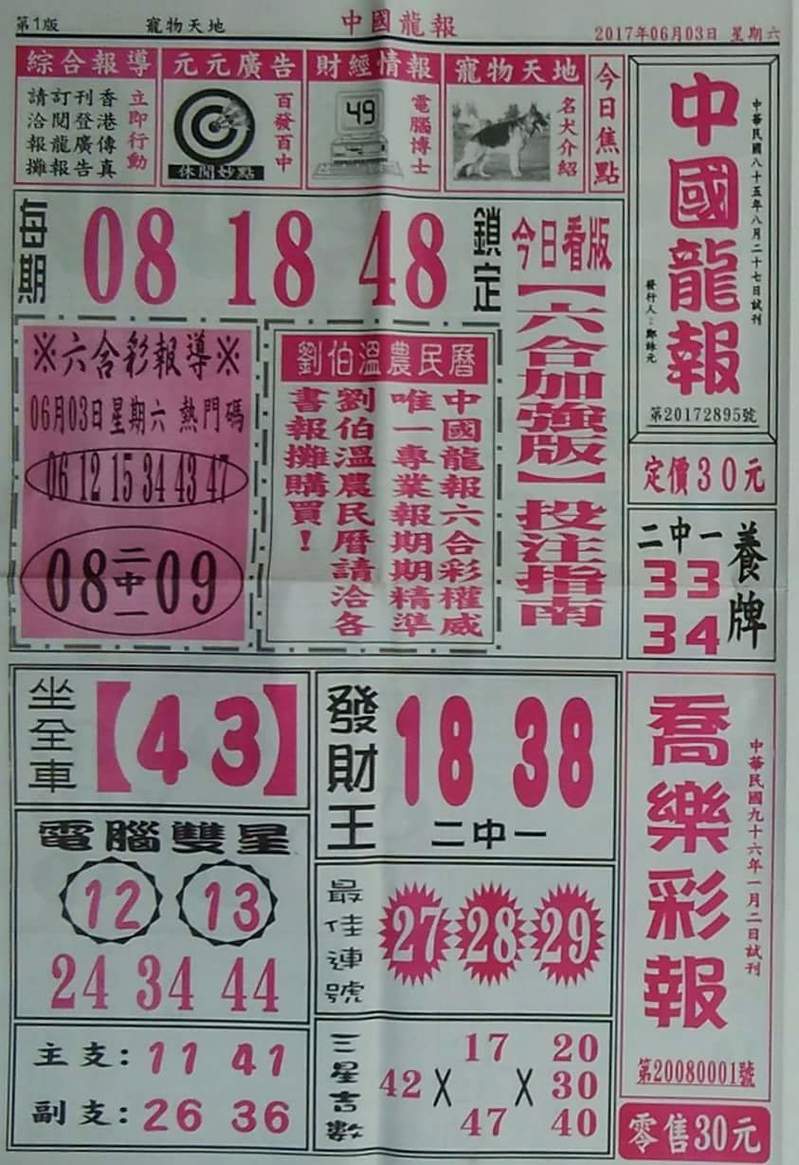 第1版
寵物天地
中國龍報
2017年06月03日 星期六
綜合報導
立即行動
香港傳真
刊登廣告
訂閱龍報
請洽報攤
元元廣告
百發百中
休閒妙點
財經情報
49
電腦博士
寵物天地
名犬介紹
今日焦點
中國龍報
中華民國八十五年八月二十七日試刊
發行人：鄭詠元
第20172895號
定價30元
每期
08 18 48
鎖定
今日看版
【六合加強版】投注指南
※六合彩報導※
06月03日星期六 熱門碼
06 12 15 34 43 47
08 二中一 09
劉伯溫農民曆
中國龍報六合彩權威
唯一專業報期期精準
劉伯溫農民曆請洽各
書報攤購買！
養牌
二中一
33
34
坐全車
【43】
發財王
18 38
二中一
喬樂彩報
中華民國九十六年一月二日試刊
第20080001號
零售30元
電腦雙星
12 13
24 34 44
最佳連號
27 28 29
主支：11 41
副支：26 36
三星吉數
17 20
42 X X 30
47 40